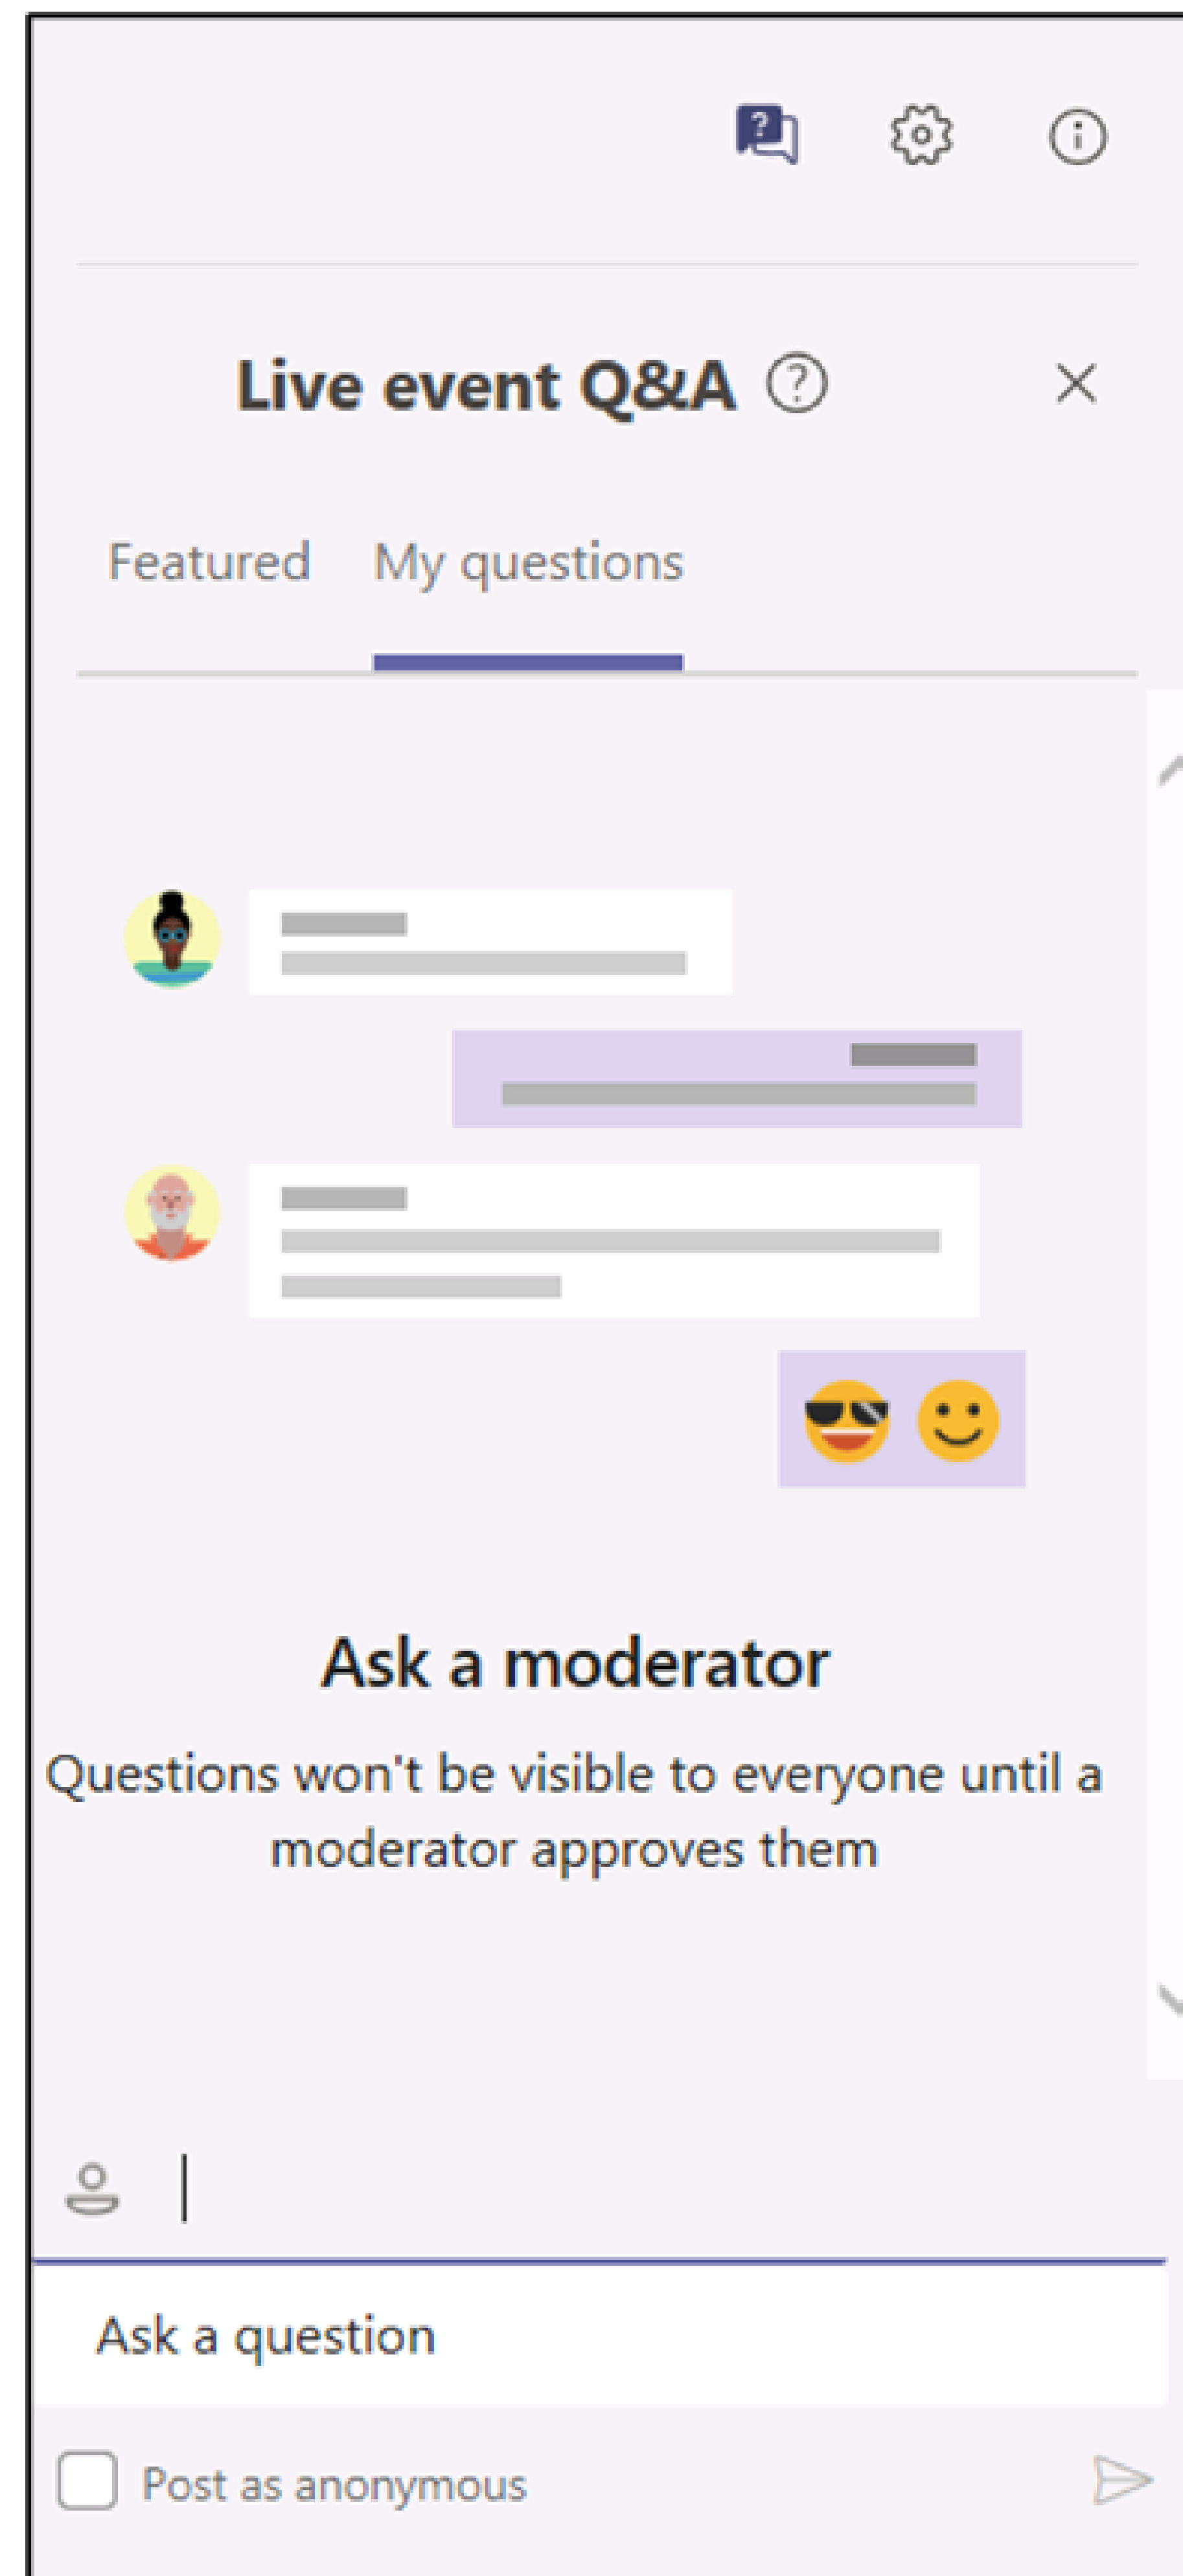 Live event Q&A
Featured My questions
Ask a moderator
Questions won't be visible to everyone until a
moderator approves them
Ask a question
Post as anonymous